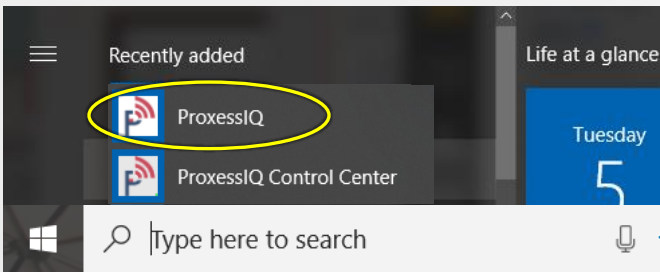 Recently added
Life at a glance
ProxessIQ
ProxessIQ Control Center
Tuesday
5
Type here to search